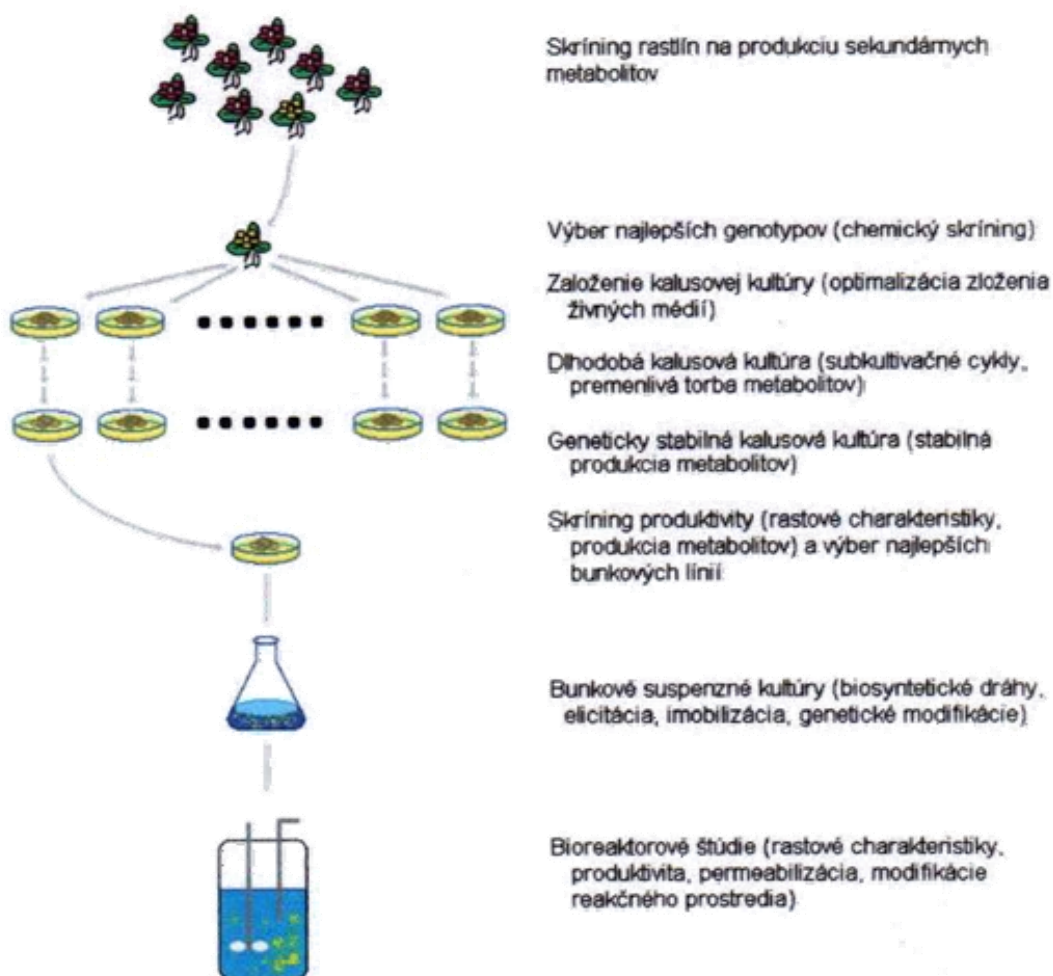 Skríning rastlín na produkciu sekundárnych
metabolitov
Výber najlepších genotypov (chemický skríning)
Založenie kalusovej kultúry (optimalizácia zloženia
živných médií)
Dlhodobá kalusová kultúra (subkultivačné cykly,
premenlivá torba metabolitov)
Geneticky stabilná kalusová kultúra (stabilná
produkcia metabolitov)
Skríning produktivity (rastové charakteristiky,
produkcia metabolitov) a výber najlepších
bunkových línií
Bunkové suspenzné kultúry (biosyntetické dráhy,
elicitácia, imobilizácia, genetické modifikácie)
Bioreaktorové štúdie (rastové charakteristiky,
produktivita, permeabilizácia, modifikácie
reakčného prostredia)